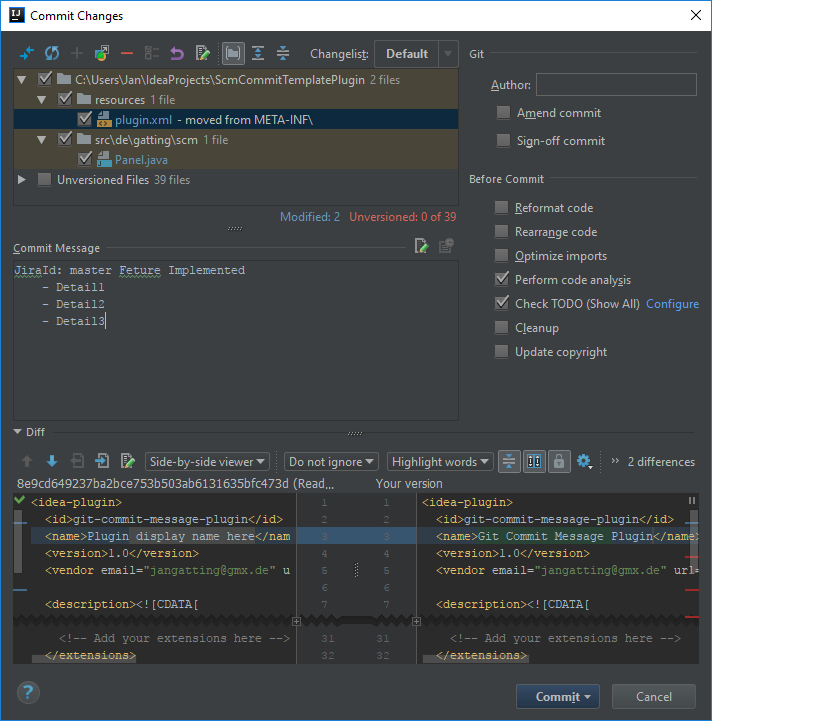 Commit Changes
Changelist: Default
C:\Users\Jan\IdeaProjects\ScmCommitTemplatePlugin 2 files
resources 1 file
plugin.xml - moved from META-INF\
src\de\gatting\scm 1 file
Panel.java
Unversioned Files 39 files
Modified: 2 Unversioned: 0 of 39
Git
Author:
Amend commit
Sign-off commit
Before Commit
Reformat code
Rearrange code
Optimize imports
Perform code analysis
Check TODO (Show All) Configure
Cleanup
Update copyright
Commit Message
JiraId: master Feture Implemented
- Detail1
- Detail2
- Detail3
Diff
Side-by-side viewer Do not ignore Highlight words 2 differences
8e9cd649237ba2bce753b503ab6131635bfc473d (Read... Your version
<idea-plugin> 1 1 <idea-plugin>
<id>git-commit-message-plugin</id> 2 2 <id>git-commit-message-plugin</id>
<name>Plugin display name here</nam 3 3 <name>Git Commit Message Plugin</name>
<version>1.0</version> 4 4 <version>1.0</version>
<vendor email="jangatting@gmx.de" u 5 5 <vendor email="jangatting@gmx.de" url=
6 6
<description><![CDATA[ 7 7 <description><![CDATA[
<!-- Add your extensions here --> 31 31 <!-- Add your extensions here -->
</extensions> 32 32 </extensions>
? Commit Cancel